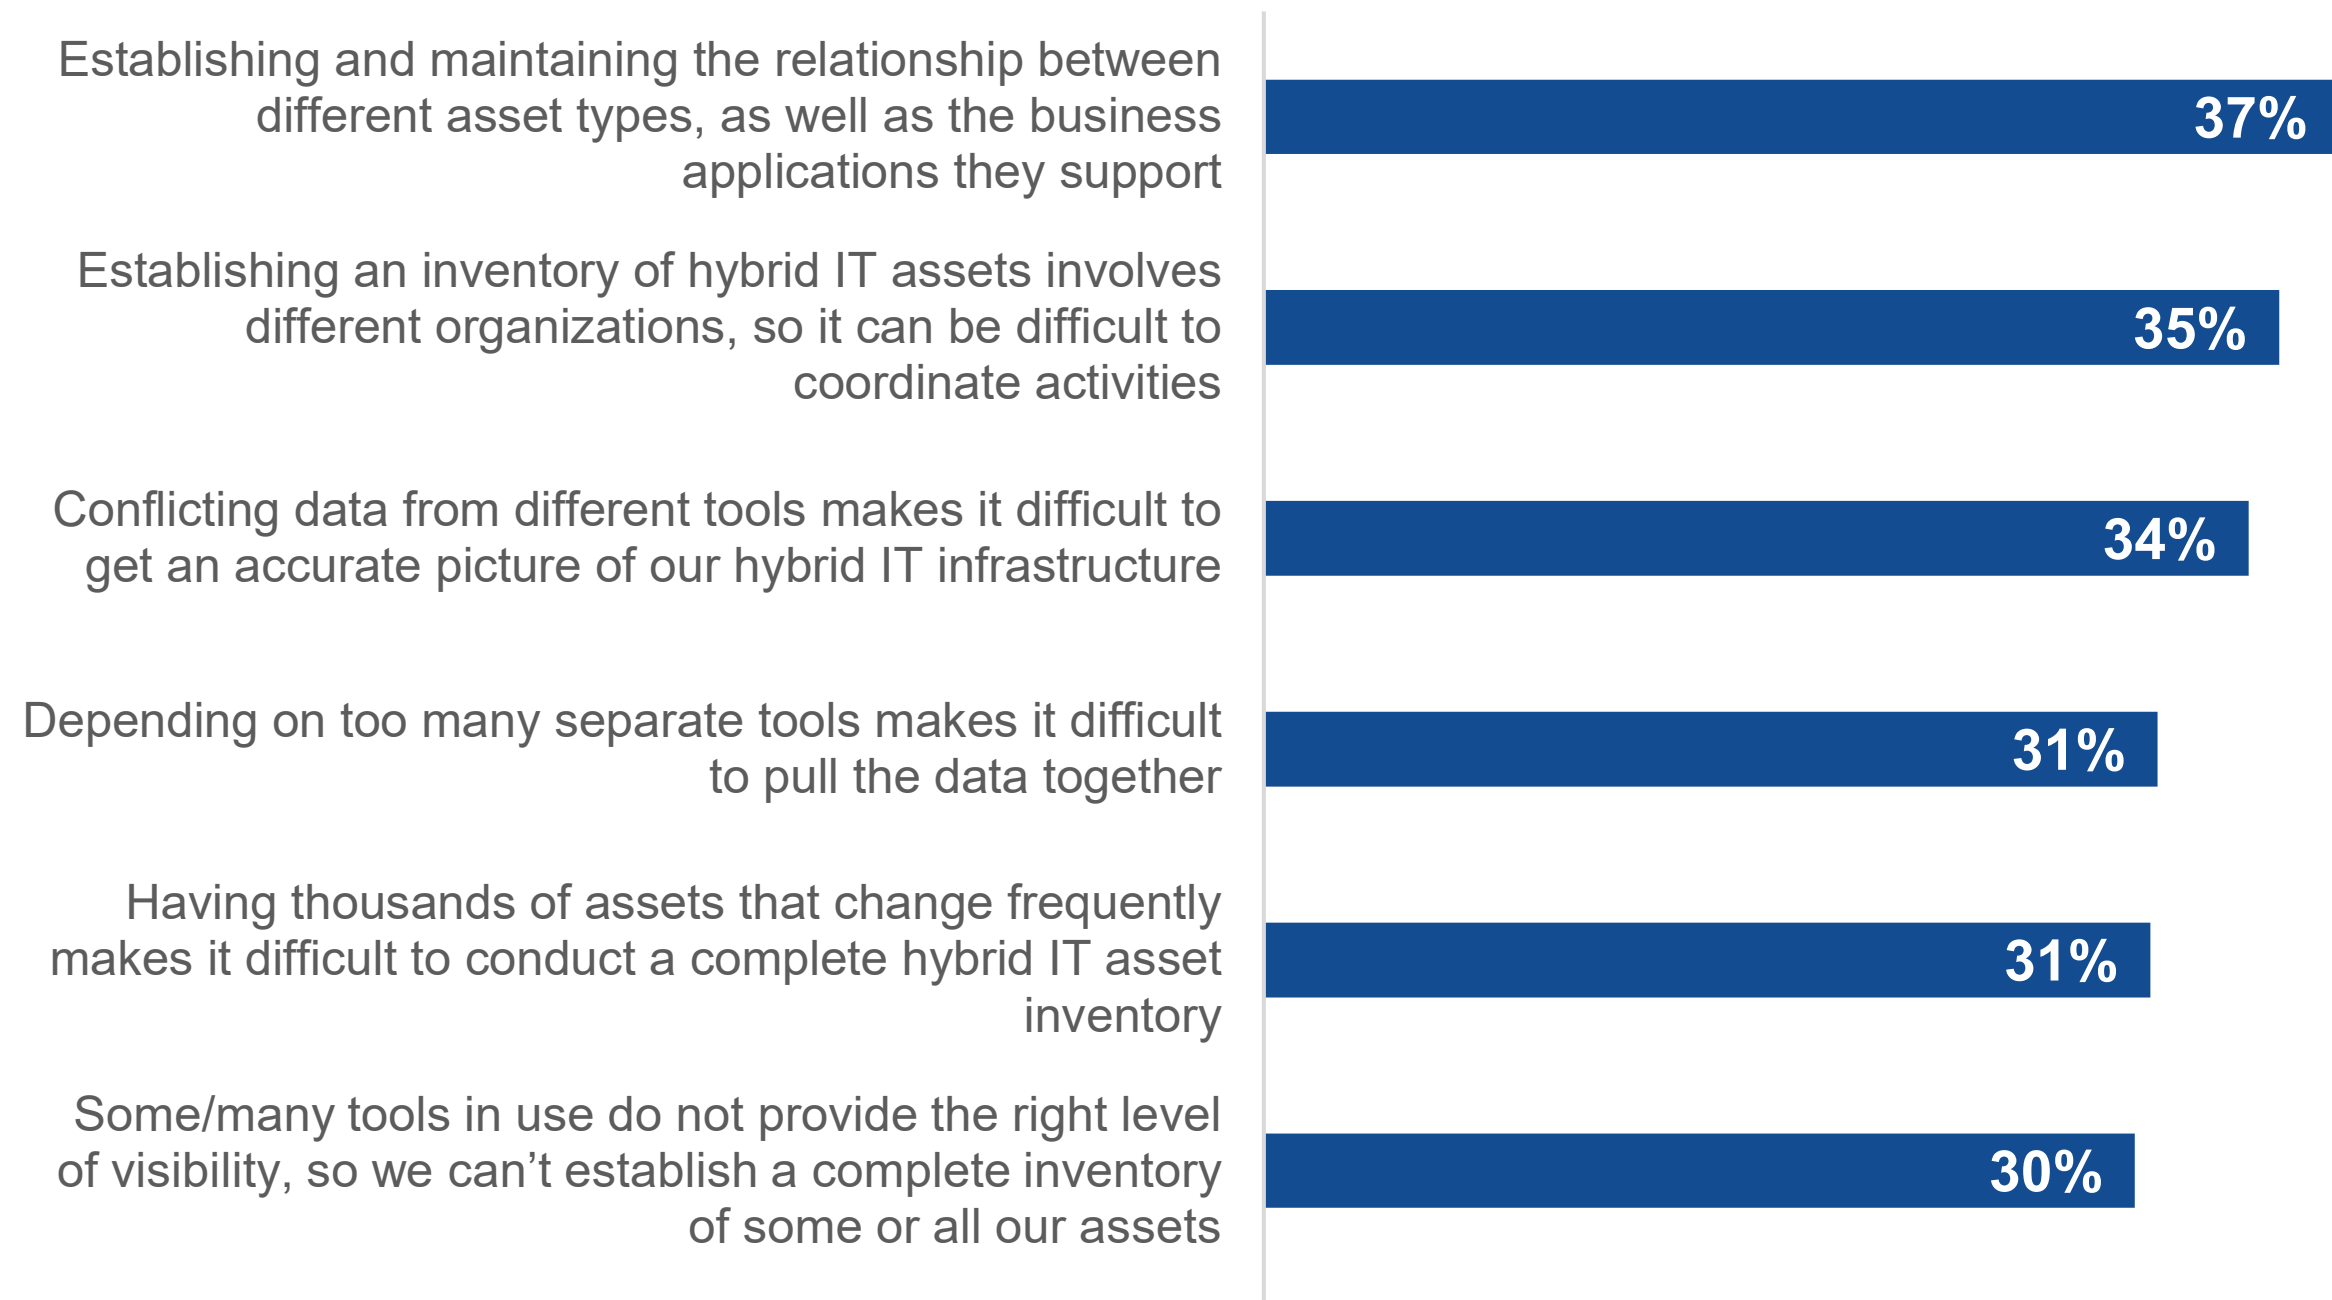 Establishing and maintaining the relationship between
different asset types, as well as the business
applications they support
37%
Establishing an inventory of hybrid IT assets involves
different organizations, so it can be difficult to
coordinate activities
35%
Conflicting data from different tools makes it difficult to
get an accurate picture of our hybrid IT infrastructure
34%
Depending on too many separate tools makes it difficult
to pull the data together
31%
Having thousands of assets that change frequently
makes it difficult to conduct a complete hybrid IT asset
inventory
31%
Some/many tools in use do not provide the right level
of visibility, so we can’t establish a complete inventory
of some or all our assets
30%